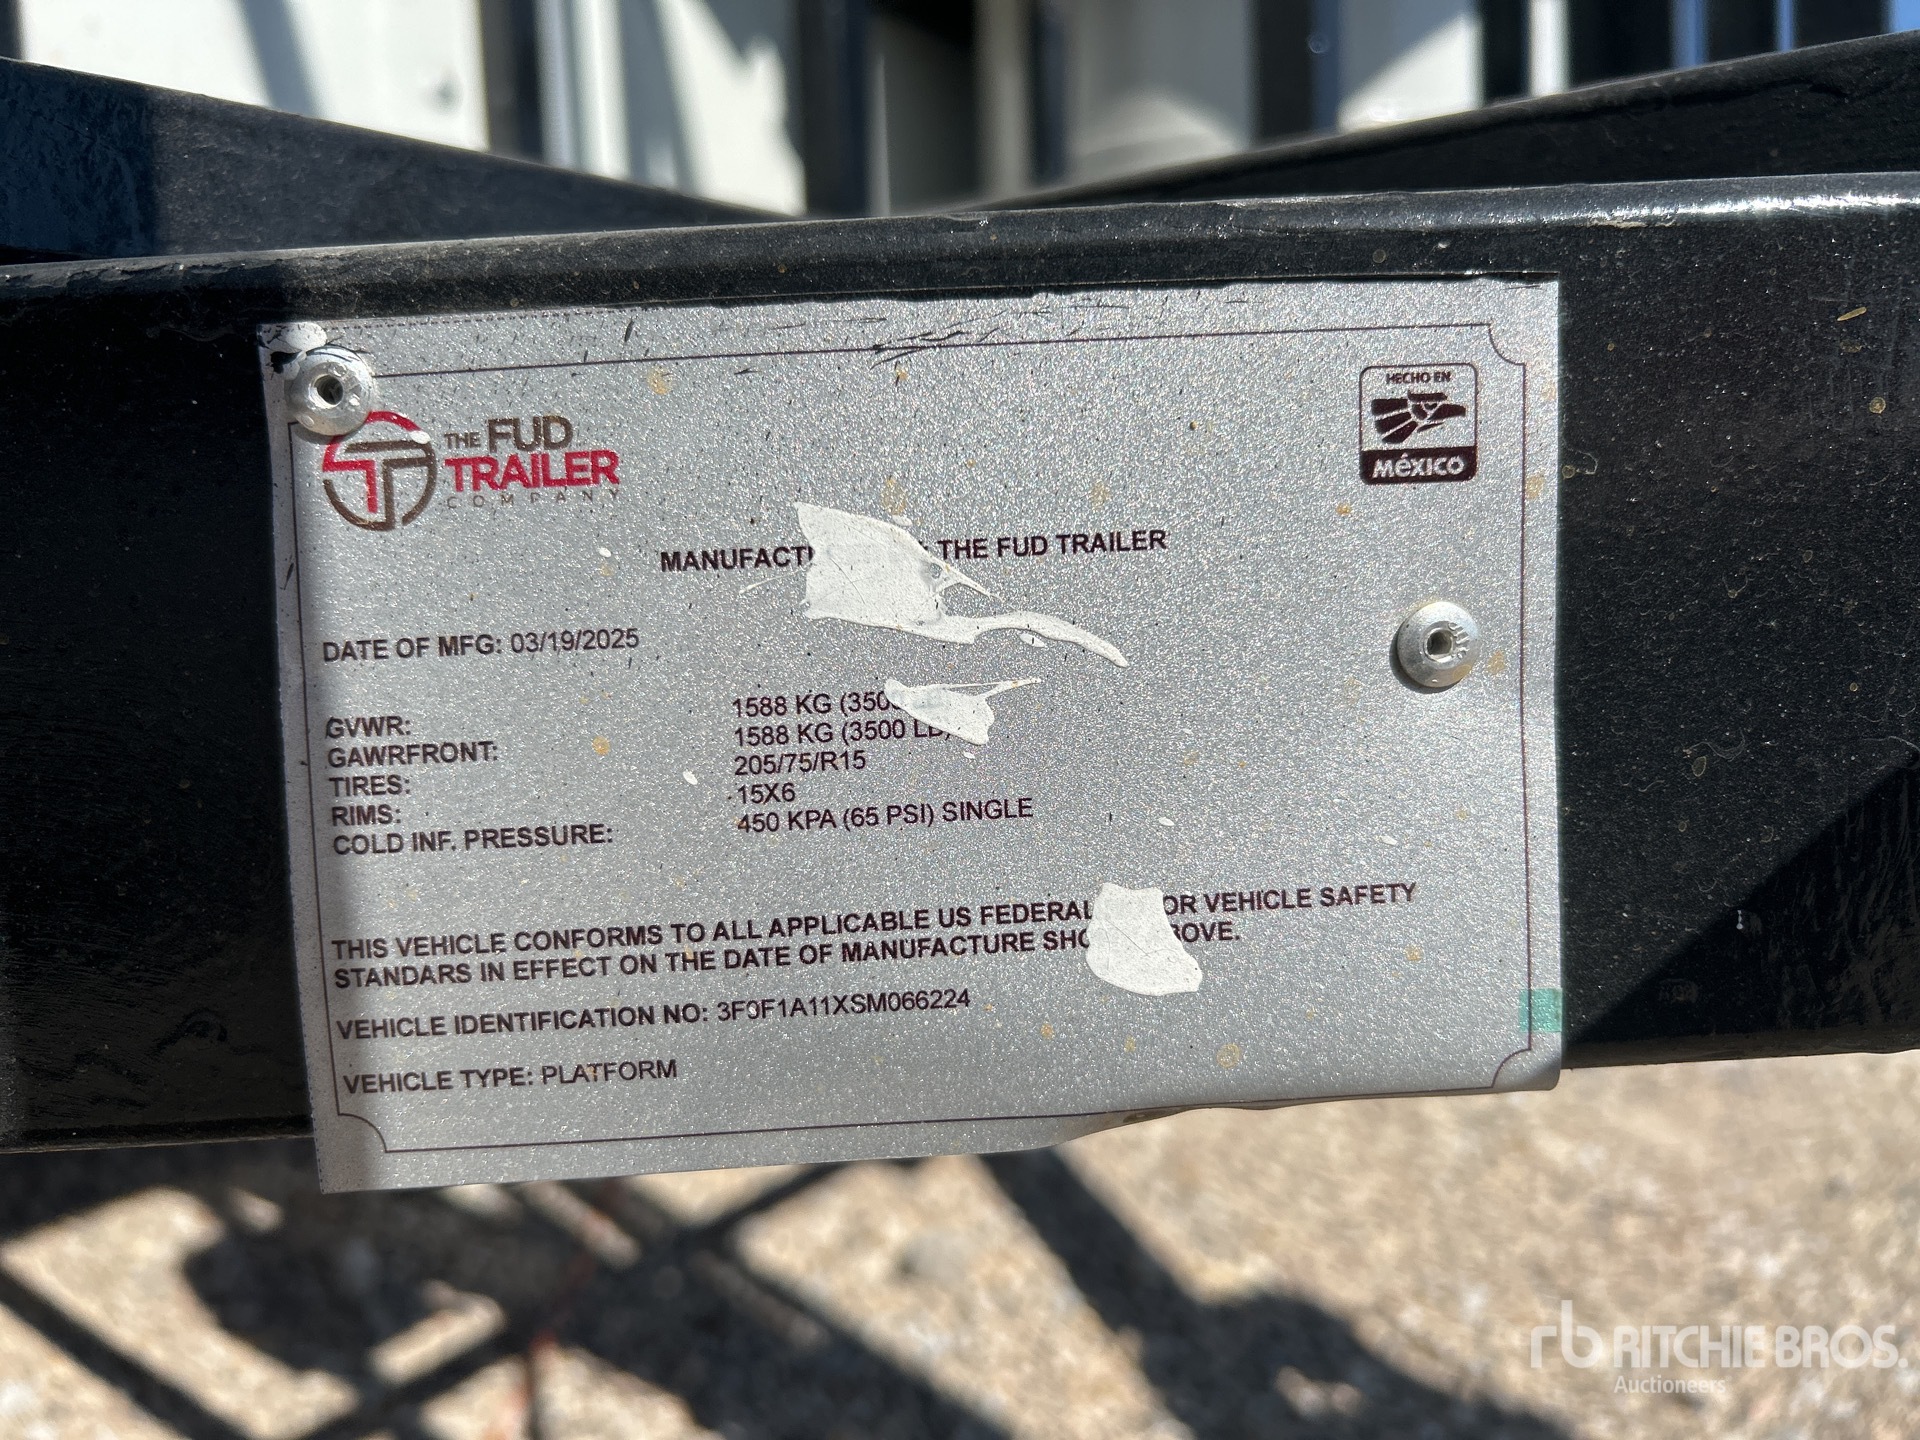 THE FUD
TRAILER
COMPANY
HECHO EN
MéXICO
THE FUD TRAILER
DATE OF MFG: 03/19/2025
GVWR: 1588 KG
GAWRFRONT: 1588 KG (3500
TIRES: 205/75/R15
RIMS: 15X6
COLD INF. PRESSURE: 450 KPA (65 PSI) SINGLE
THIS VEHICLE CONFORMS TO ALL APPLICABLE US FEDERAL VEHICLE SAFETY
STANDARS IN EFFECT ON THE DATE OF MANUFACTURE
VEHICLE IDENTIFICATION NO: 3F9F1A11XSM066224
VEHICLE TYPE: PLATFORM
rb RITCHIE BROS.
Auctioneers